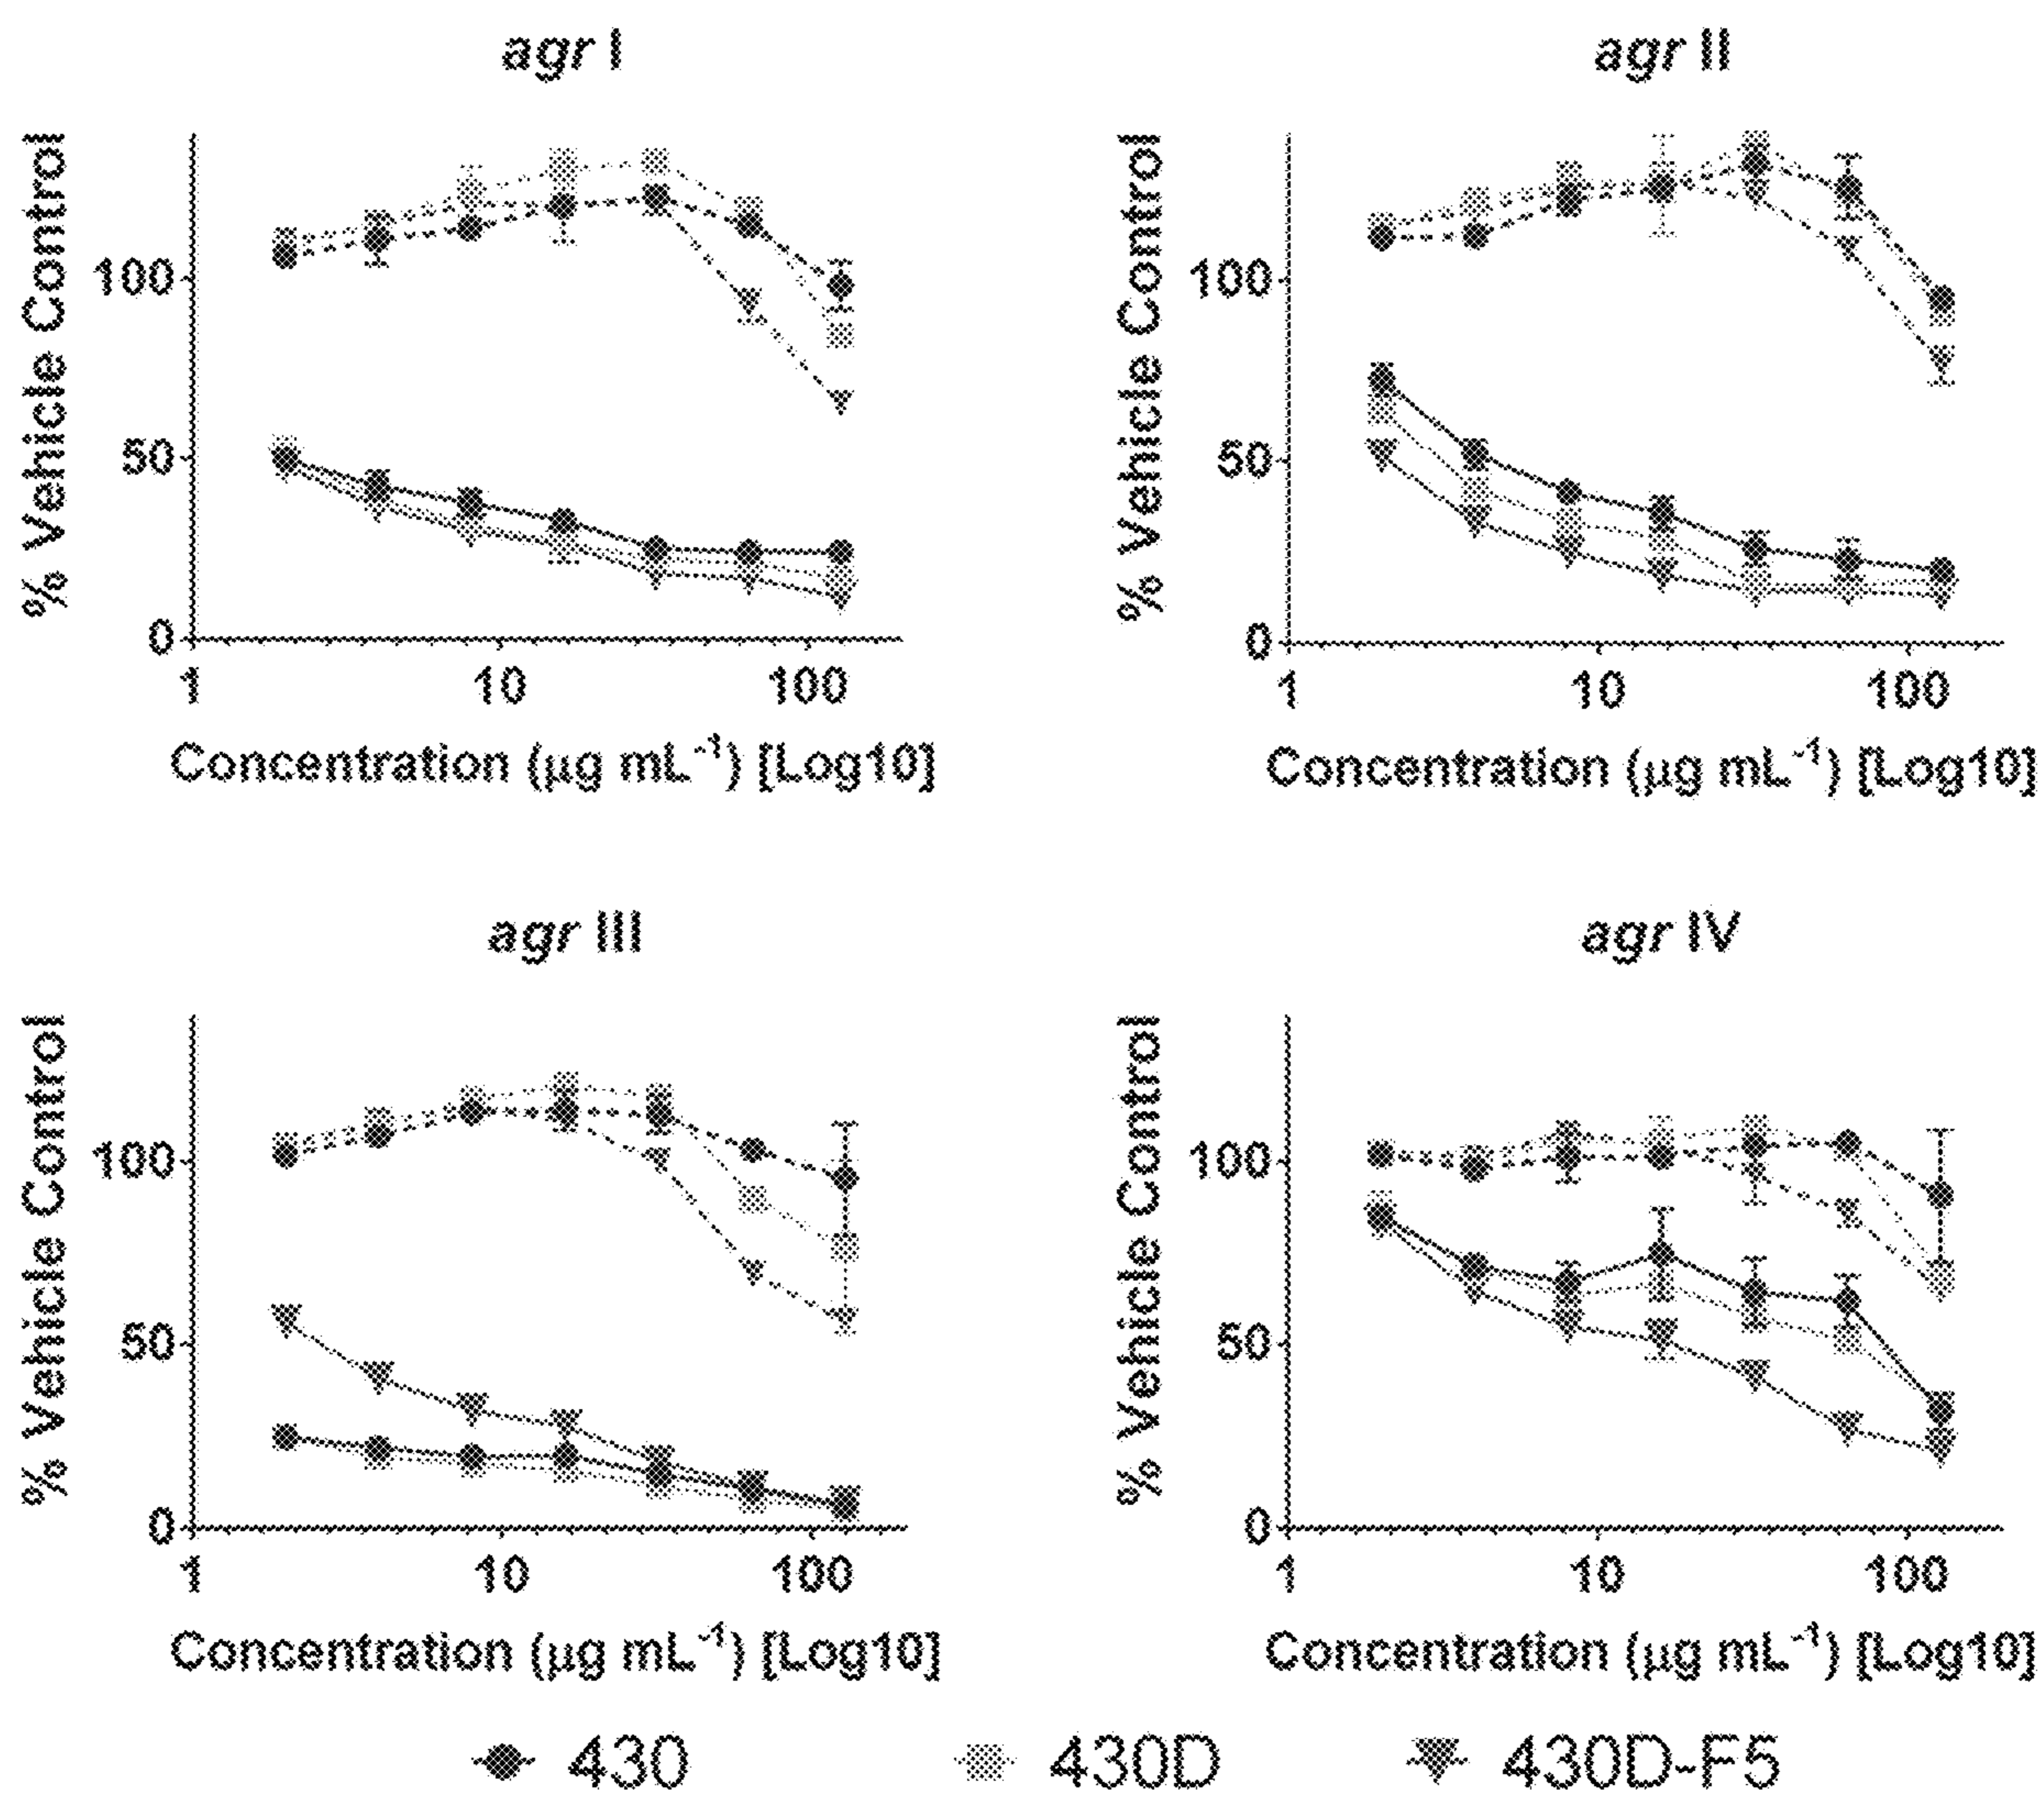 agr I
% Vehicle Control
100
50
0
1 10 100
Concentration (µg mL⁻¹) [Log10]
agr II
% Vehicle Control
100
50
0
1 10 100
Concentration (µg mL⁻¹) [Log10]
agr III
% Vehicle Control
100
50
0
1 10 100
Concentration (µg mL⁻¹) [Log10]
agr IV
% Vehicle Control
100
50
0
1 10 100
Concentration (µg mL⁻¹) [Log10]
430 430D 430D-F5